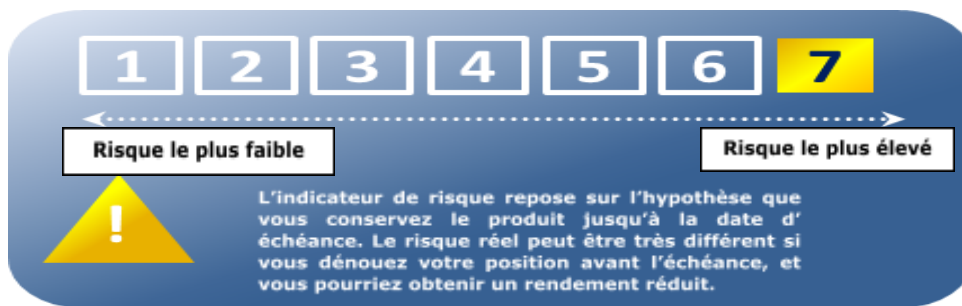 1 2 3 4 5 6 7
Risque le plus faible Risque le plus élevé
!
L'indicateur de risque repose sur l'hypothèse que
vous conservez le produit jusqu'à la date d'
échéance. Le risque réel peut être très différent si
vous dénouez votre position avant l'échéance, et
vous pourriez obtenir un rendement réduit.